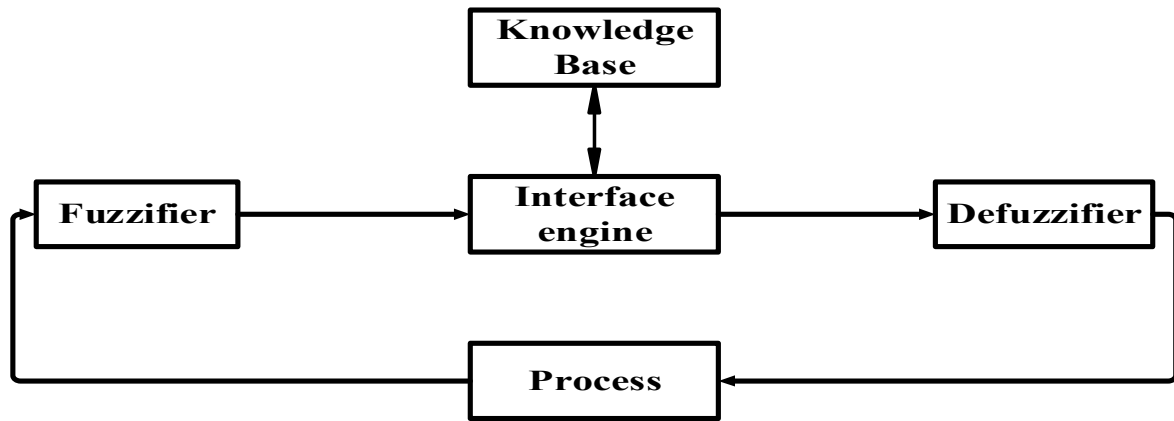 Knowledge
Base
Fuzzifier
Interface
engine
Defuzzifier
Process